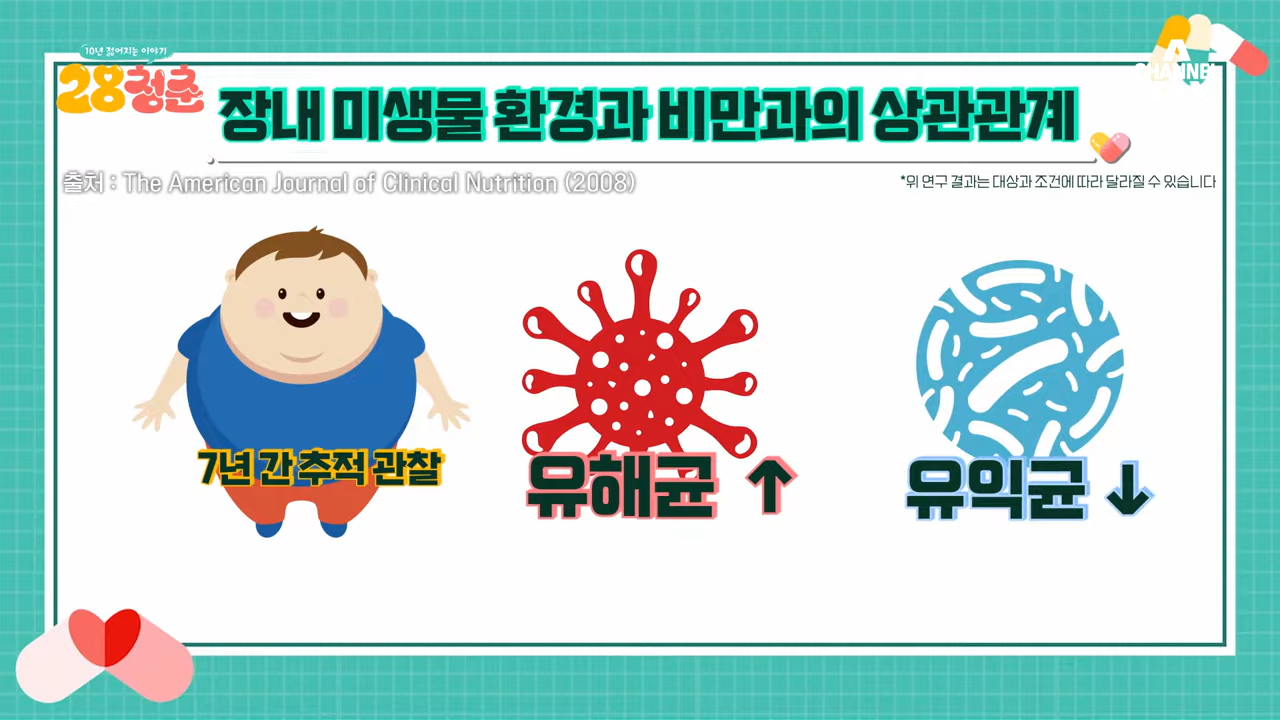 10년 젊어지는 이야기
28청춘
CHANNEL A
장내 미생물 환경과 비만과의 상관관계
출처 : The American Journal of Clinical Nutrition (2008)
*위 연구 결과는 대상과 조건에 따라 달라질 수 있습니다
7년 간 추적 관찰
유해균 ↑
유익균 ↓